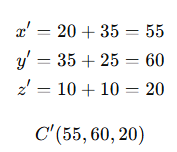 x′ = 20 + 35 = 55
y′ = 35 + 25 = 60
z′ = 10 + 10 = 20
C′(55, 60, 20)